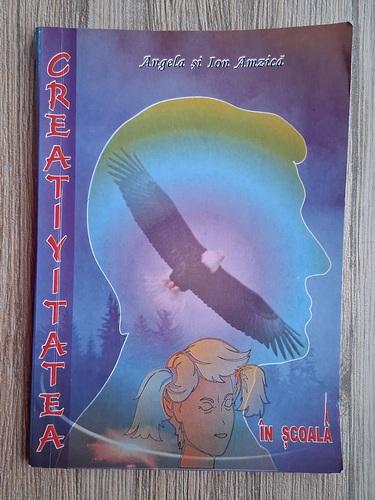 Angela și Ion Amzică
CREATIVITATEA
ÎN ȘCOALĂ